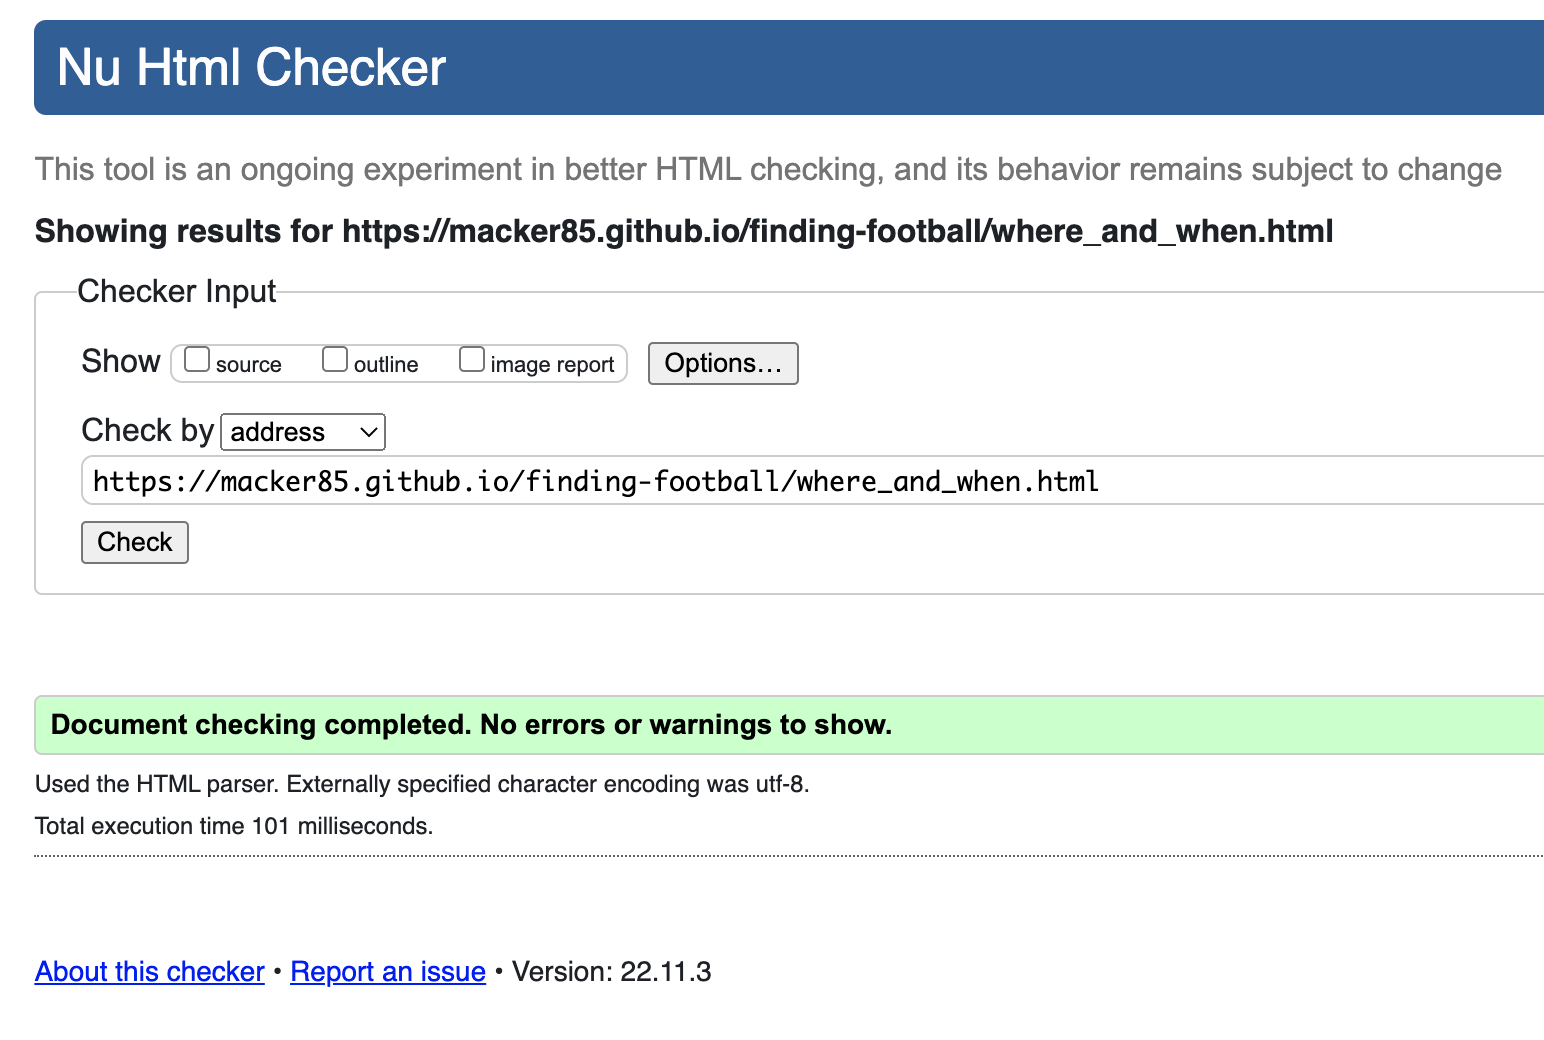 Nu Html Checker
This tool is an ongoing experiment in better HTML checking, and its behavior remains subject to change
Showing results for https://macker85.github.io/finding-football/where_and_when.html
Checker Input
Show source outline image report Options…
Check by address
https://macker85.github.io/finding-football/where_and_when.html
Check
Document checking completed. No errors or warnings to show.
Used the HTML parser. Externally specified character encoding was utf-8.
Total execution time 101 milliseconds.
About this checker • Report an issue • Version: 22.11.3